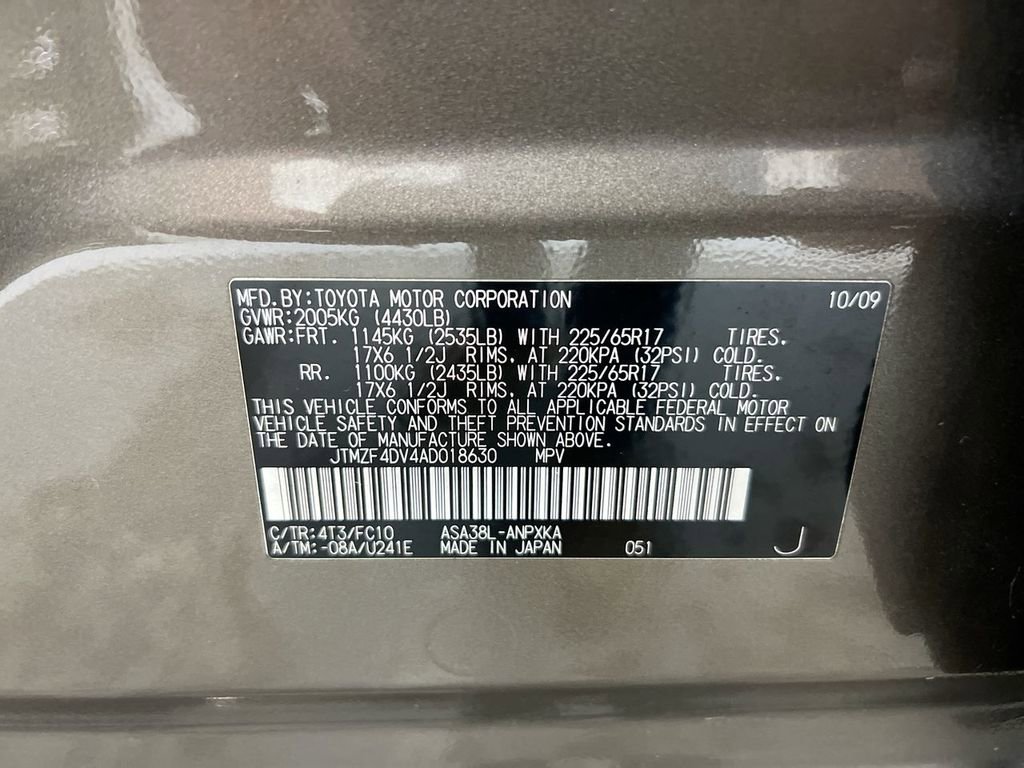 MFD. BY: TOYOTA MOTOR CORPORATION 10/09
GVWR: 2005KG (4430LB)
GAWR: FRT. 1145KG (2535LB) WITH 225/65R17 TIRES.
17X6 1/2J RIMS, AT 220KPA (32PSI) COLD.
RR. 1100KG (2435LB) WITH 225/65R17 TIRES.
17X6 1/2J RIMS, AT 220KPA (32PSI) COLD.
THIS VEHICLE CONFORMS TO ALL APPLICABLE FEDERAL MOTOR
VEHICLE SAFETY AND THEFT PREVENTION STANDARDS IN EFFECT ON
THE DATE OF MANUFACTURE SHOWN ABOVE.
JTMZF4DV4AD018630 MPV
C/TR: 4T3/FC10 ASA38L-ANPXKA
A/TM: -08A/U241E MADE IN JAPAN 051 J